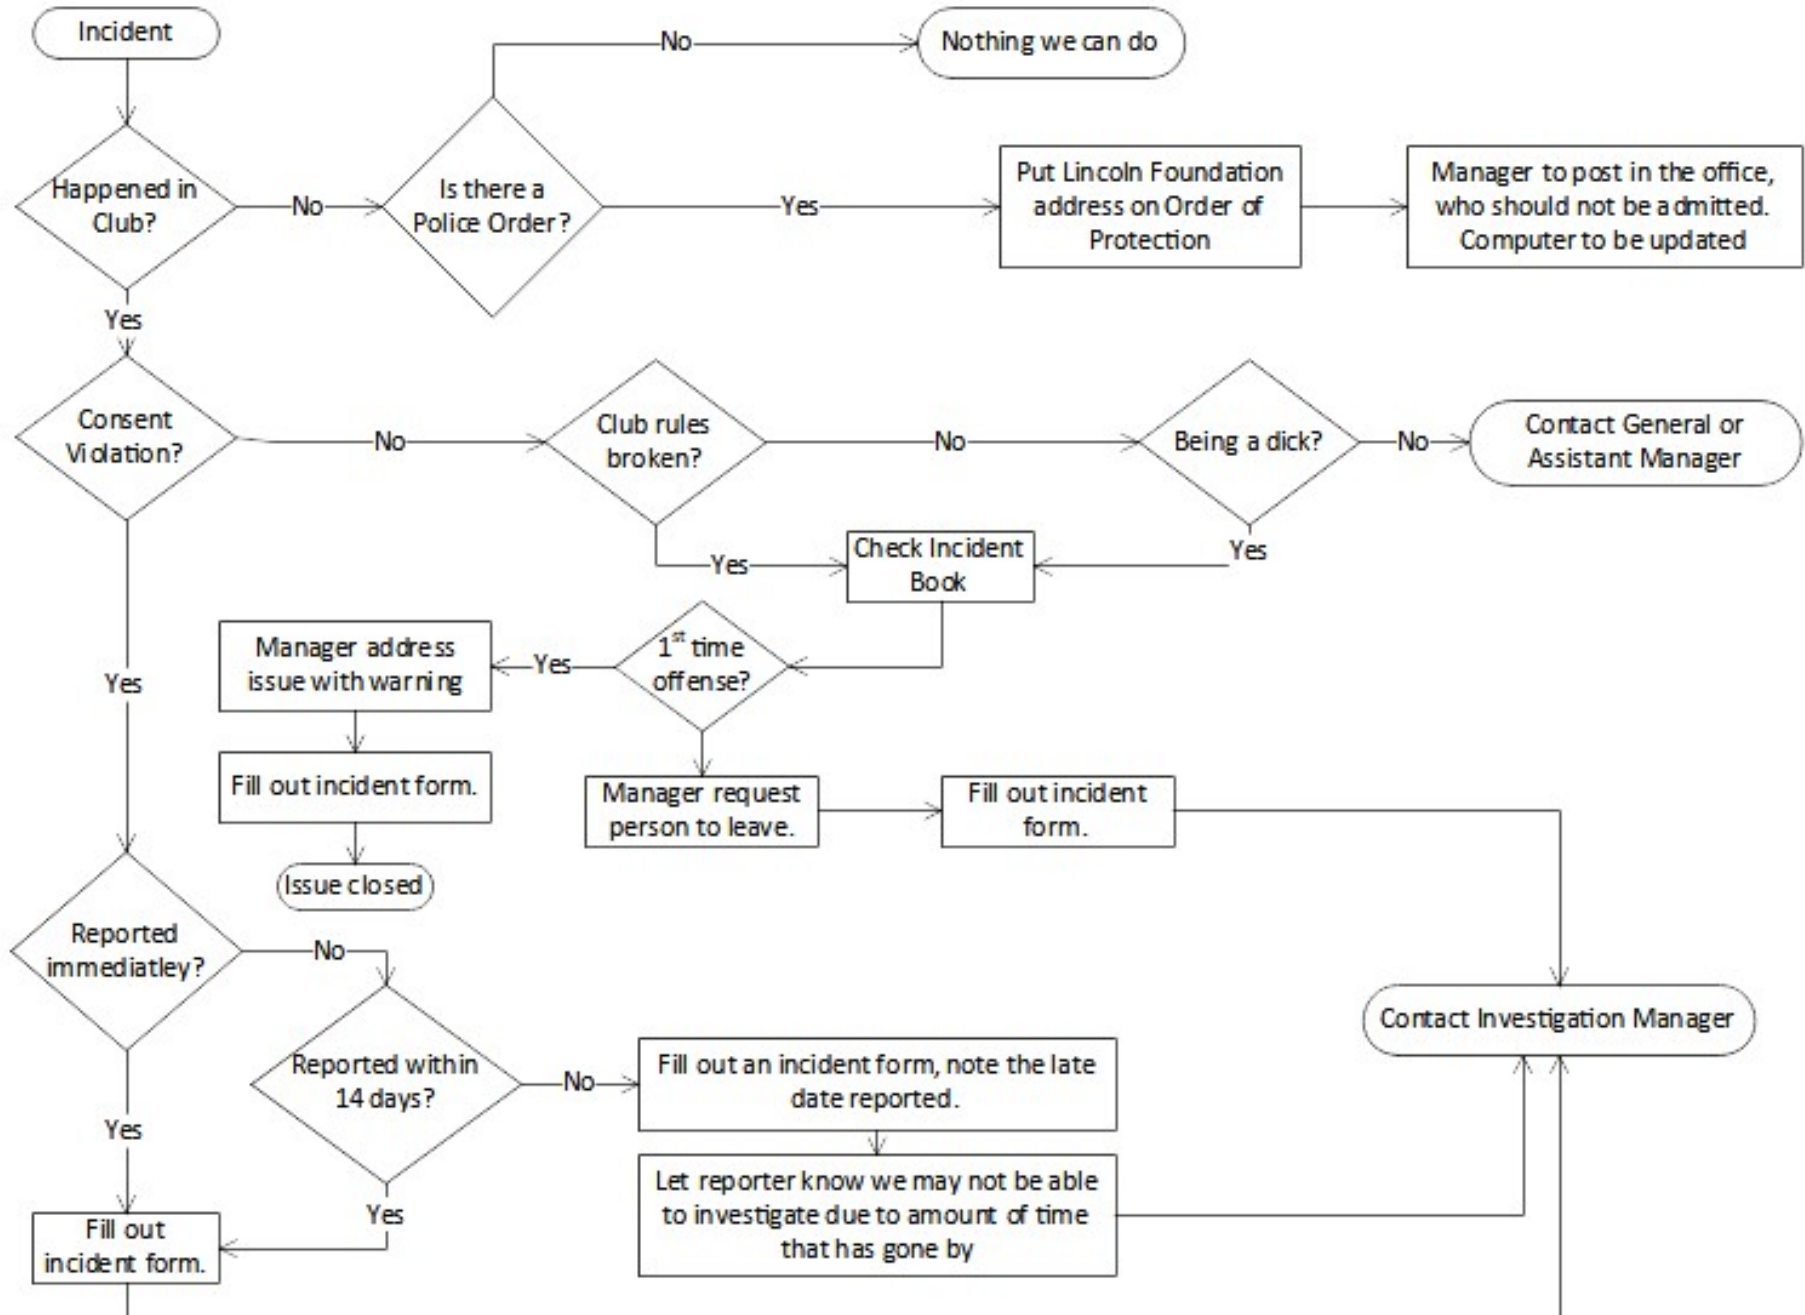 Incident
No
Nothing we can do
Happened in
Club?
No
Is there a
Police Order?
Yes
Put Lincoln Foundation
address on Order of
Protection
Manager to post in the office,
who should not be admitted.
Computer to be updated
Yes
Consent
Violation?
No
Club rules
broken?
No
Being a dick?
No
Contact General or
Assistant Manager
Yes
Check Incident
Book
Yes
Manager address
issue with warning
Yes
1st time
offense?
Yes
Fill out incident form.
Manager request
person to leave.
Fill out incident
form.
Issue closed
Reported
immediatley?
No
Contact Investigation Manager
Reported within
14 days?
No
Fill out an incident form, note the late
date reported.
Yes
Yes
Let reporter know we may not be able
to investigate due to amount of time
that has gone by
Fill out
incident form.